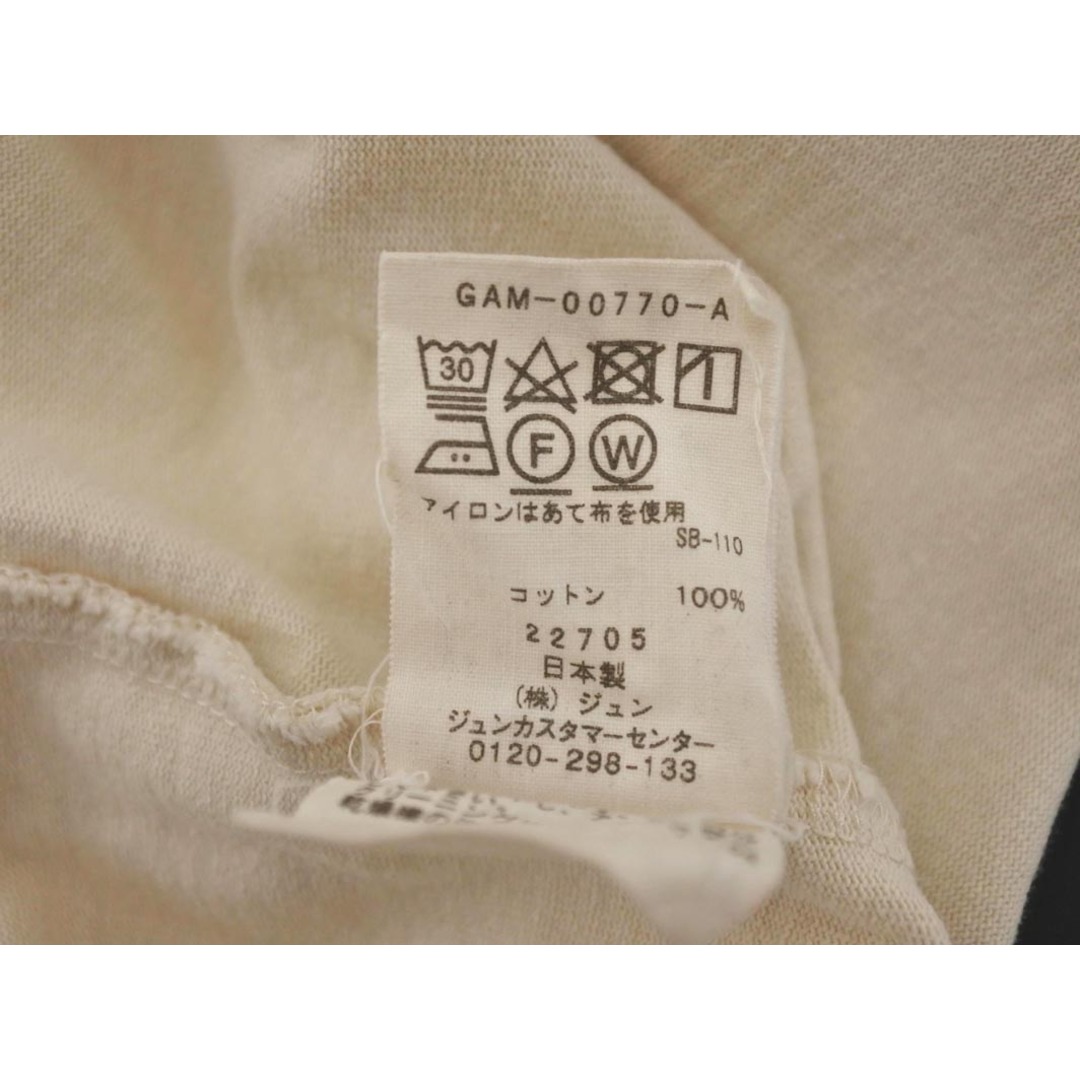 GAM-00770-A
30
F W
アイロンはあて布を使用
SB-110
コットン 100%
22705
日本製
(株) ジュン
ジュンカスタマーセンター
0120-298-133